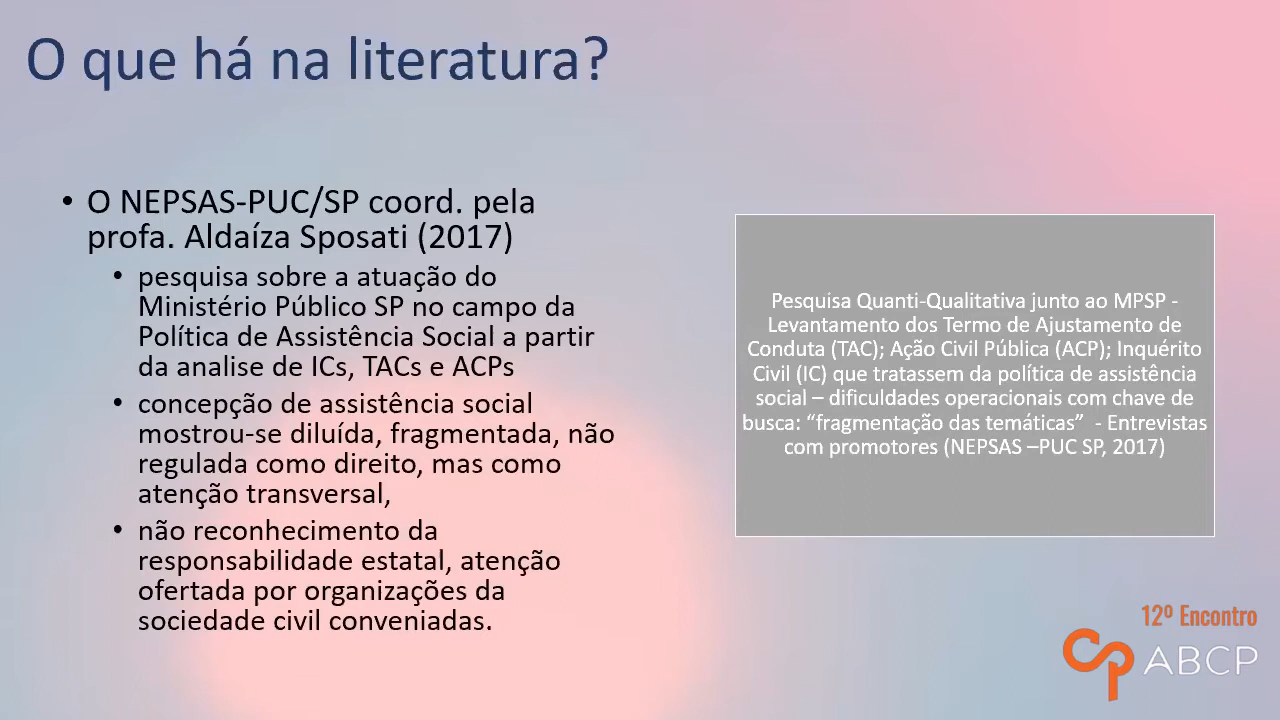 O que há na literatura?
• O NEPSAS-PUC/SP coord. pela
profa. Aldaíza Sposati (2017)
• pesquisa sobre a atuação do
Ministério Público SP no campo da
Política de Assistência Social a partir
da analise de ICs, TACs e ACPs
• concepção de assistência social
mostrou-se diluída, fragmentada, não
regulada como direito, mas como
atenção transversal,
• não reconhecimento da
responsabilidade estatal, atenção
ofertada por organizações da
sociedade civil conveniadas.
Pesquisa Quanti-Qualitativa junto ao MPSP -
Levantamento dos Termo de Ajustamento de
Conduta (TAC); Ação Civil Pública (ACP); Inquérito
Civil (IC) que tratassem da política de assistência
social – dificuldades operacionais com chave de
busca: “fragmentação das temáticas” - Entrevistas
com promotores (NEPSAS –PUC SP, 2017)
12º Encontro
CP ABCP